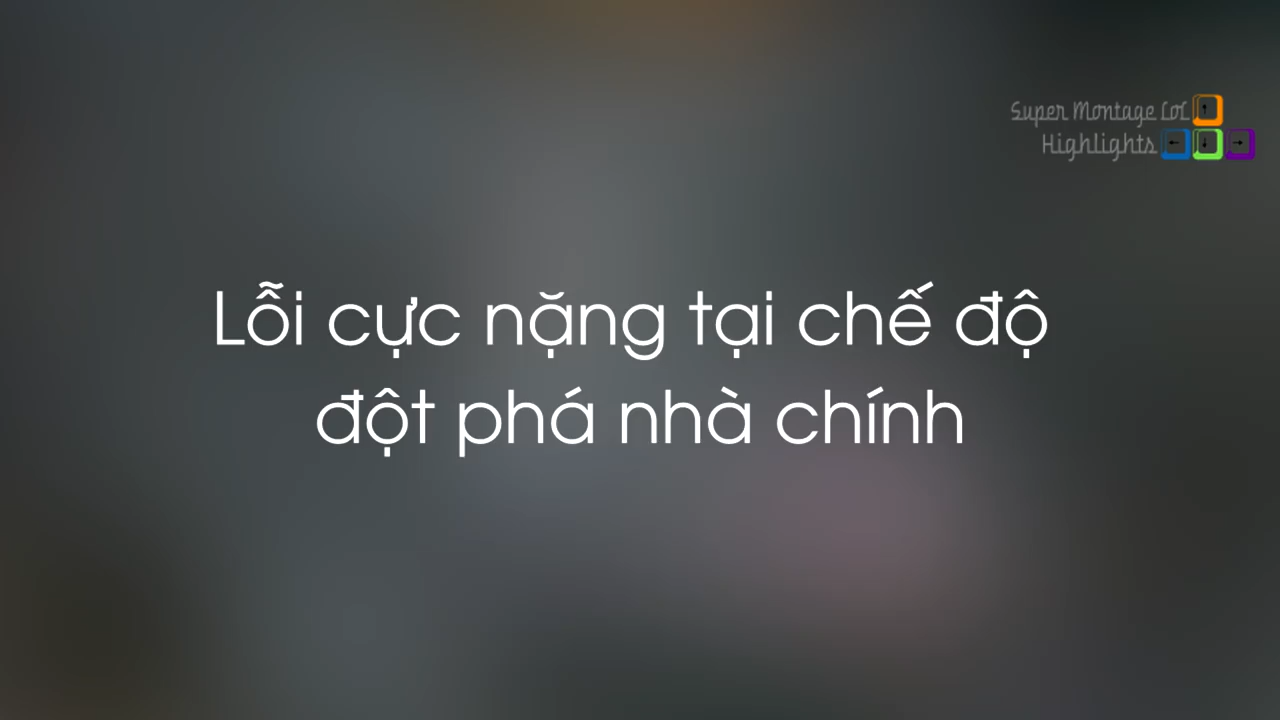 Super Montage LoL
Highlights
Lỗi cực nặng tại chế độ
đột phá nhà chính